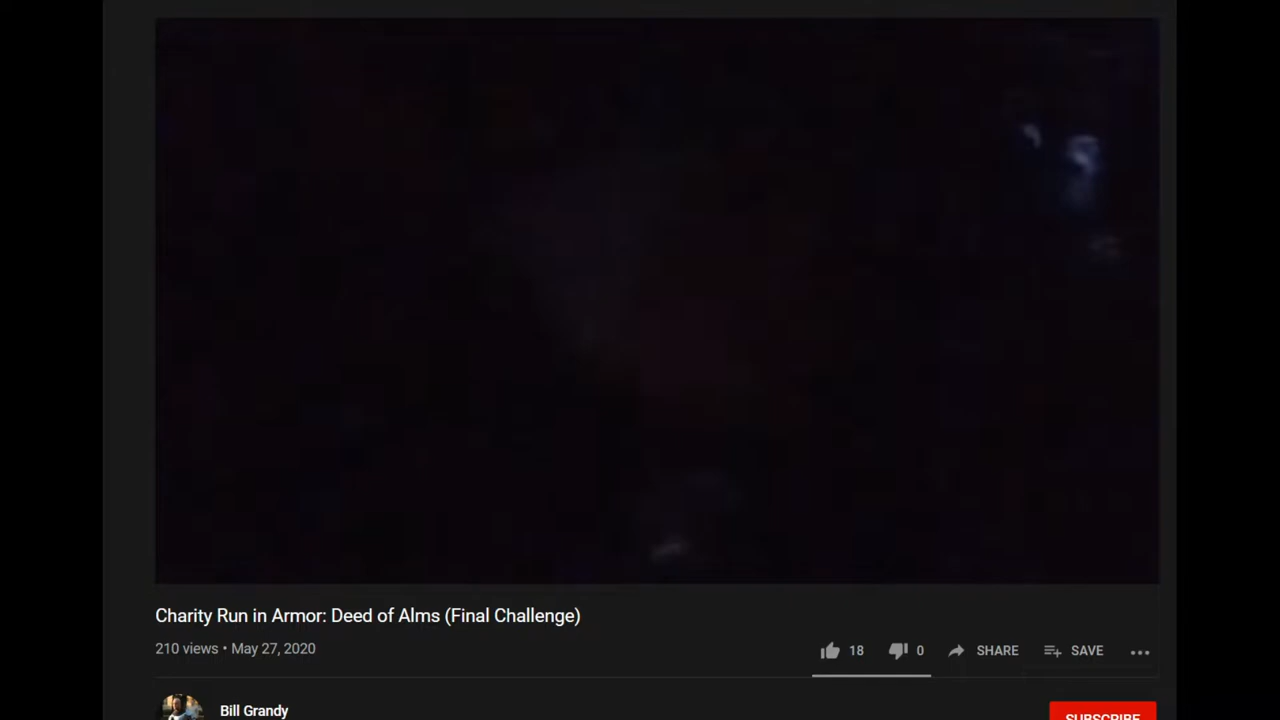 Charity Run in Armor: Deed of Alms (Final Challenge)
210 views • May 27, 2020
18 0 SHARE SAVE
Bill Grandy
SUBSCRIBE